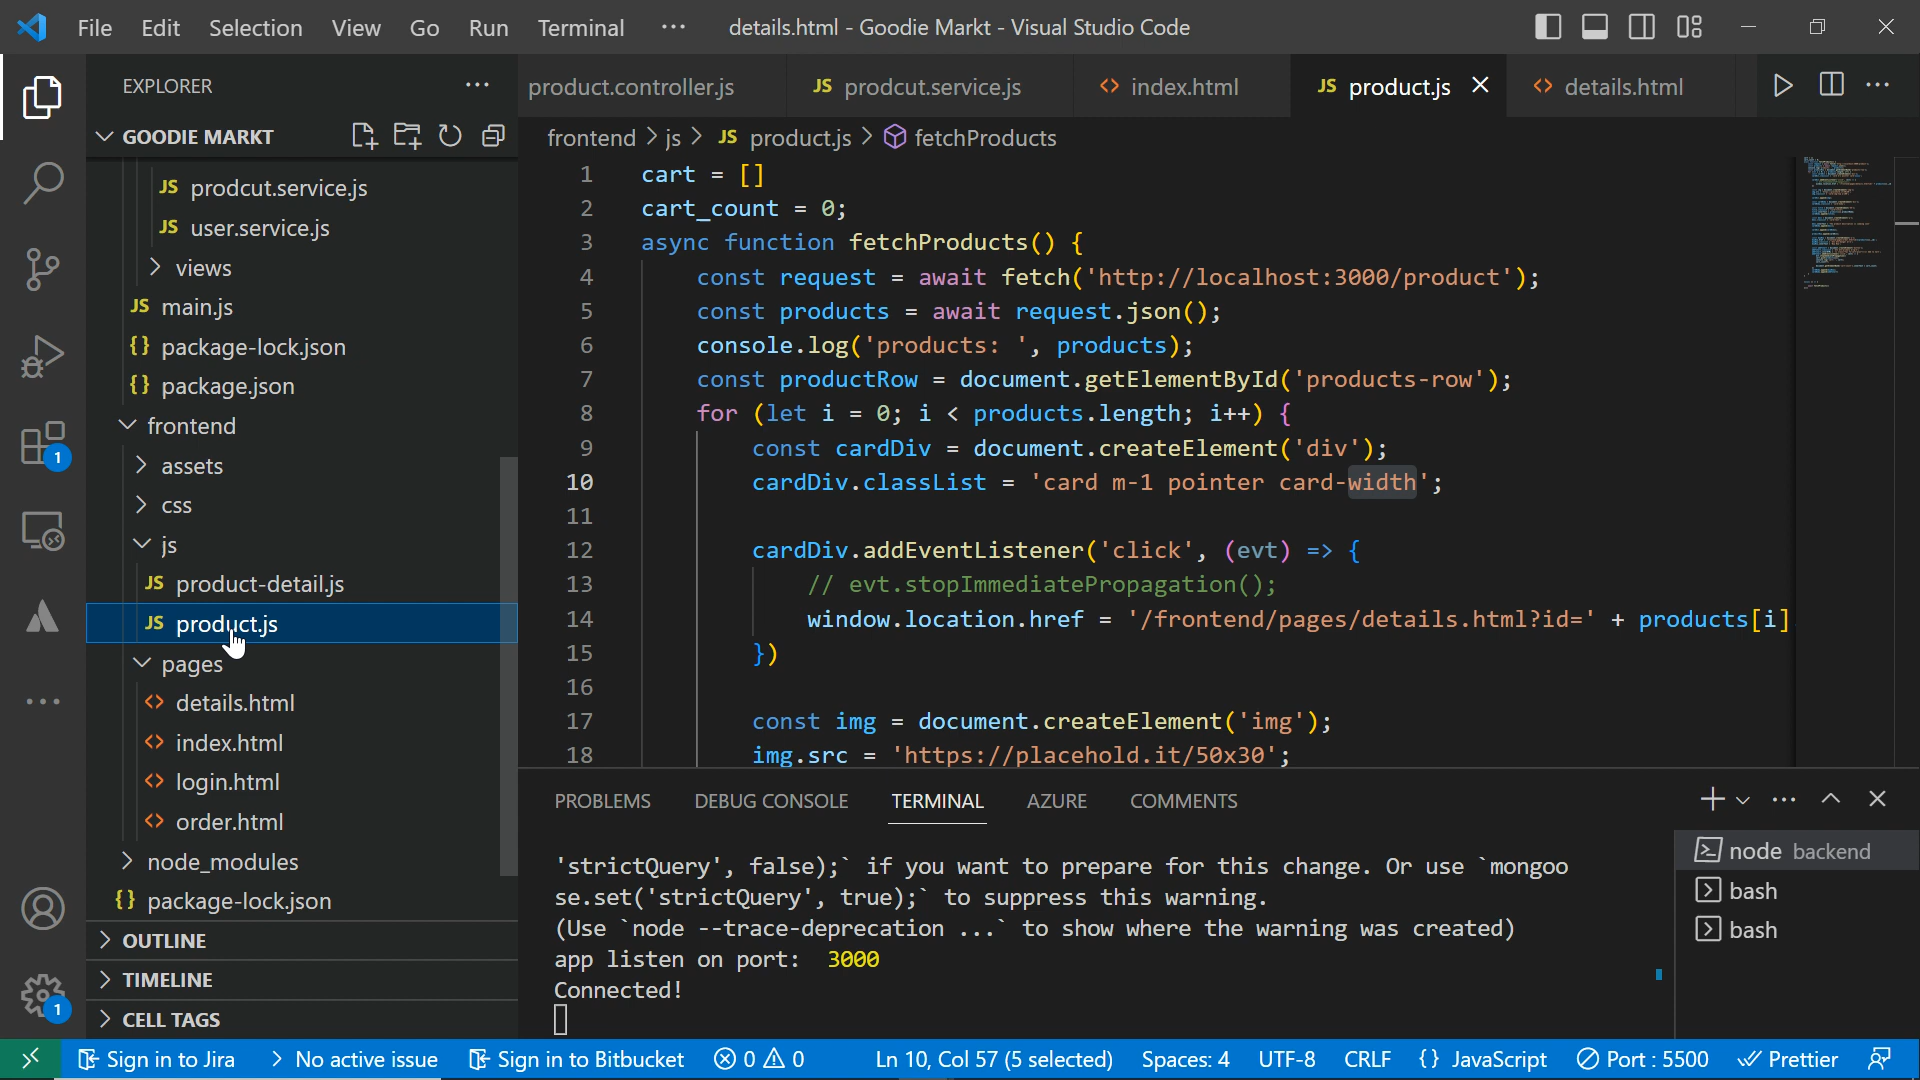 File Edit Selection View Go Run Terminal ··· details.html - Goodie Markt - Visual Studio Code
EXPLORER ···
product.controller.js JS prodcut.service.js <> index.html JS product.js <> details.html ···
GOODIE MARKT
frontend > js > JS product.js > fetchProducts
JS prodcut.service.js
JS user.service.js
> views
JS main.js
{} package-lock.json
{} package.json
frontend
> assets
> css
js
JS product-detail.js
JS product.js
pages
<> details.html
<> index.html
<> login.html
<> order.html
> node_modules
{} package-lock.json
> OUTLINE
> TIMELINE
> CELL TAGS
1
1
1 cart = []
2 cart_count = 0;
3 async function fetchProducts() {
4 const request = await fetch('http://localhost:3000/product');
5 const products = await request.json();
6 console.log('products: ', products);
7 const productRow = document.getElementById('products-row');
8 for (let i = 0; i < products.length; i++) {
9 const cardDiv = document.createElement('div');
10 cardDiv.classList = 'card m-1 pointer card-width';
11
12 cardDiv.addEventListener('click', (evt) => {
13 // evt.stopImmediatePropagation();
14 window.location.href = '/frontend/pages/details.html?id=' + products[i]
15 })
16
17 const img = document.createElement('img');
18 img.src = 'https://placehold.it/50x30';
PROBLEMS DEBUG CONSOLE TERMINAL AZURE COMMENTS
'strictQuery', false);` if you want to prepare for this change. Or use `mongoo
se.set('strictQuery', true);` to suppress this warning.
(Use `node --trace-deprecation ...` to show where the warning was created)
app listen on port: 3000
Connected!
node backend
bash
bash
Sign in to Jira > No active issue Sign in to Bitbucket 0 0 Ln 10, Col 57 (5 selected) Spaces: 4 UTF-8 CRLF {} JavaScript Port : 5500 Prettier